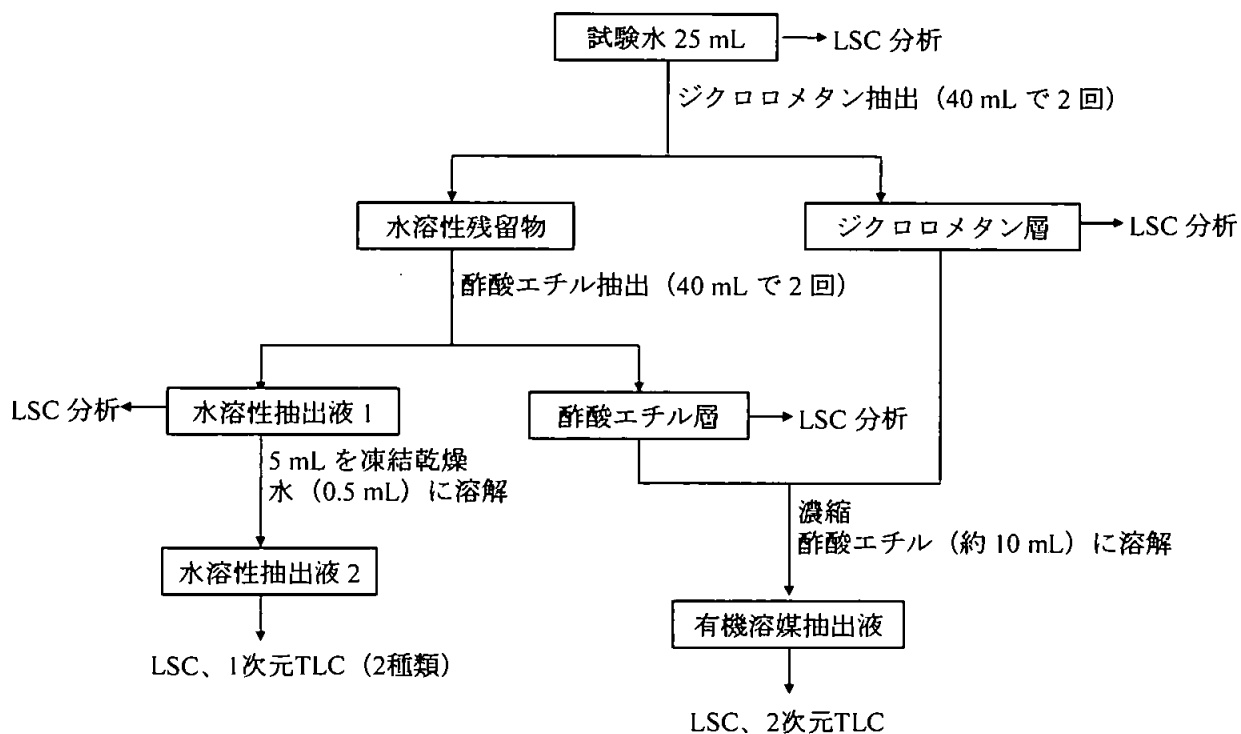 試験水 25 mL
LSC 分析
ジクロロメタン抽出（40 mL で 2 回）
水溶性残留物
ジクロロメタン層
LSC 分析
酢酸エチル抽出（40 mL で 2 回）
LSC 分析
水溶性抽出液 1
酢酸エチル層
LSC 分析
5 mL を凍結乾燥
水（0.5 mL）に溶解
濃縮
酢酸エチル（約 10 mL）に溶解
水溶性抽出液 2
有機溶媒抽出液
LSC、1次元TLC（2種類）
LSC、2次元TLC